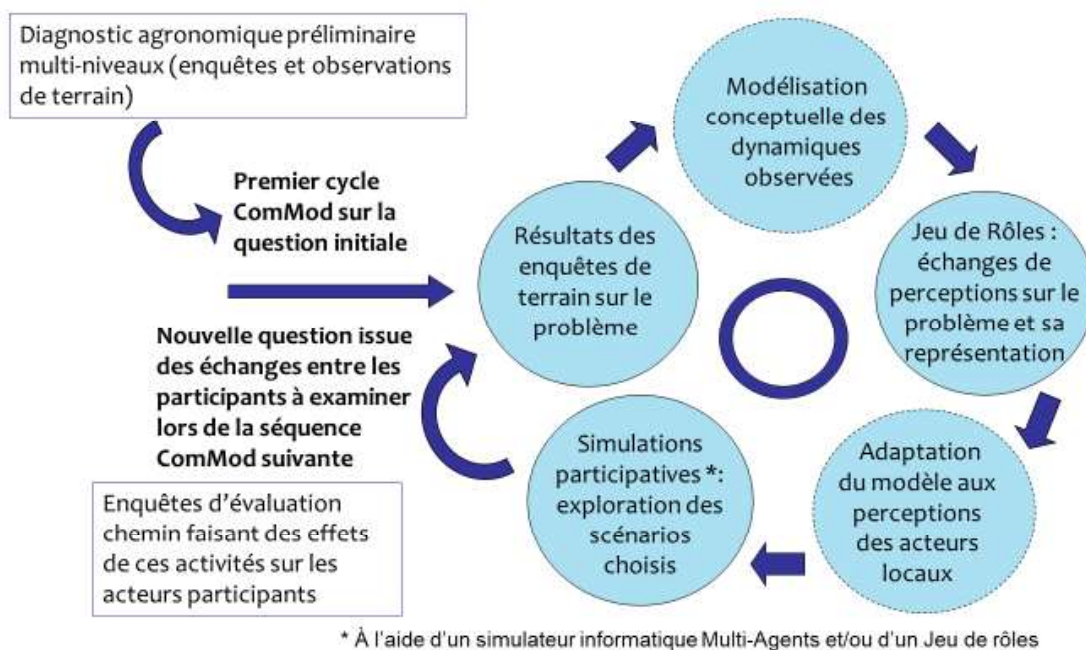 Diagnostic agronomique préliminaire
multi-niveaux (enquêtes et observations
de terrain)
Premier cycle
ComMod sur la
question initiale
Nouvelle question issue
des échanges entre les
participants à examiner
lors de la séquence
ComMod suivante
Enquêtes d'évaluation
chemin faisant des effets
de ces activités sur les
acteurs participants
Résultats des
enquêtes de
terrain sur le
problème
Modélisation
conceptuelle des
dynamiques
observées
Jeu de Rôles :
échanges de
perceptions sur le
problème et sa
représentation
Adaptation
du modèle aux
perceptions
des acteurs
locaux
Simulations
participatives *:
exploration des
scénarios
choisis
* À l'aide d'un simulateur informatique Multi-Agents et/ou d'un Jeu de rôles